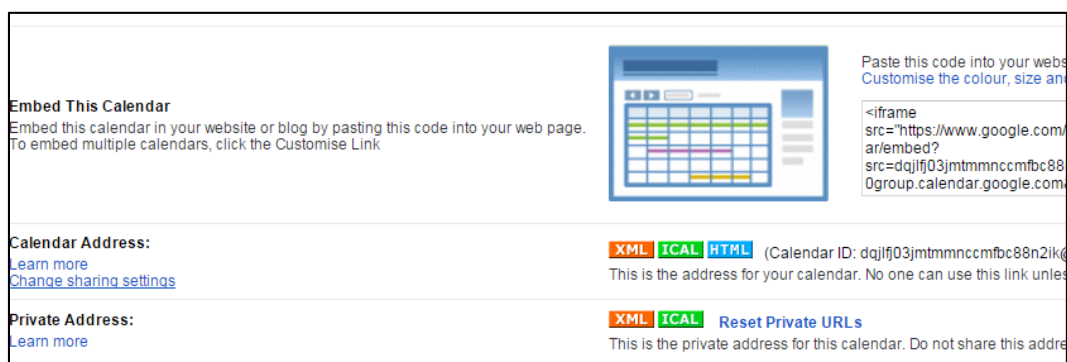 Embed This Calendar
Embed this calendar in your website or blog by pasting this code into your web page.
To embed multiple calendars, click the Customise Link
Paste this code into your webs
Customise the colour, size an
<iframe
src="https://www.google.com/
ar/embed?
src=dqjlfj03jmtmmnccmfbc88
0group.calendar.google.com
Calendar Address:
Learn more
Change sharing settings
XML ICAL HTML (Calendar ID: dqjlfj03jmtmmnccmfbc88n2ik@
This is the address for your calendar. No one can use this link unles
Private Address:
Learn more
XML ICAL Reset Private URLs
This is the private address for this calendar. Do not share this addre